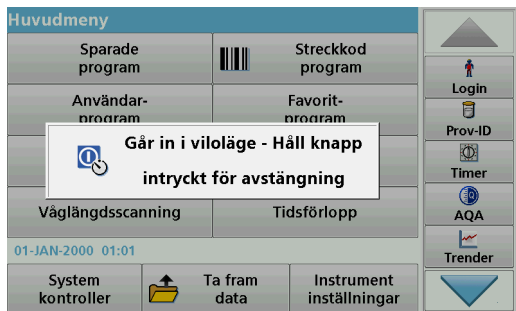 Huvudmeny
Sparade
program
Streckkod
program
Användar-
program
Favorit-
program
Går in i viloläge - Håll knapp
intryckt för avstängning
Våglängdsscanning
Tidsförlopp
01-JAN-2000 01:01
System
kontroller
Ta fram
data
Instrument
inställningar
Login
Prov-ID
Timer
AQA
Trender